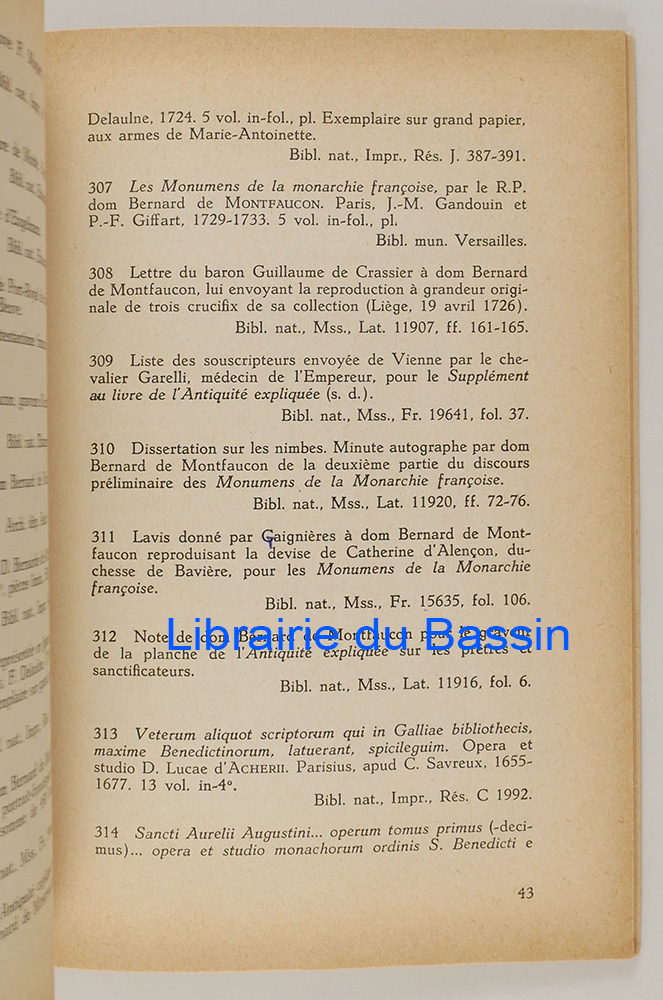 Delaulne, 1724. 5 vol. in-fol., pl. Exemplaire sur grand papier,
aux armes de Marie-Antoinette.
Bibl. nat., Impr., Rés. J. 387-391.
307 Les Monumens de la monarchie françoise, par le R.P.
dom Bernard de MONTFAUCON. Paris, J.-M. Gandouin et
P.-F. Giffart, 1729-1733. 5 vol. in-fol., pl.
Bibl. mun. Versailles.
308 Lettre du baron Guillaume de Crassier à dom Bernard
de Montfaucon, lui envoyant la reproduction à grandeur origi-
nale de trois crucifix de sa collection (Liège, 19 avril 1726).
Bibl. nat., Mss., Lat. 11907, ff. 161-165.
309 Liste des souscripteurs envoyée de Vienne par le che-
valier Garelli, médecin de l'Empereur, pour le Supplément
au livre de l'Antiquité expliquée (s. d.).
Bibl. nat., Mss., Fr. 19641, fol. 37.
310 Dissertation sur les nimbes. Minute autographe par dom
Bernard de Montfaucon de la deuxième partie du discours
préliminaire des Monumens de la Monarchie françoise.
Bibl. nat., Mss., Lat. 11920, ff. 72-76.
311 Lavis donné par Gaignières à dom Bernard de Mont-
faucon reproduisant la devise de Catherine d'Alençon, du-
chesse de Bavière, pour les Monumens de la Monarchie
françoise.
Bibl. nat., Mss., Fr. 15635, fol. 106.
312 Note de dom Bernard de Montfaucon pour le graveur
de la planche de l'Antiquité expliquée sur les prêtres et
sanctificateurs.
Bibl. nat., Mss., Lat. 11916, fol. 6.
Librairie du Bassin
313 Veterum aliquot scriptorum qui in Galliae bibliothecis,
maxime Benedictinorum, latuerant, spicileguim. Opera et
studio D. Lucae d'ACHERII. Parisius, apud C. Savreux, 1655-
1677. 13 vol. in-4°.
Bibl. nat., Impr., Rés. C 1992.
314 Sancti Aurelii Augustini... operum tomus primus (-deci-
mus)... opera et studio monachorum ordinis S. Benedicti e
43